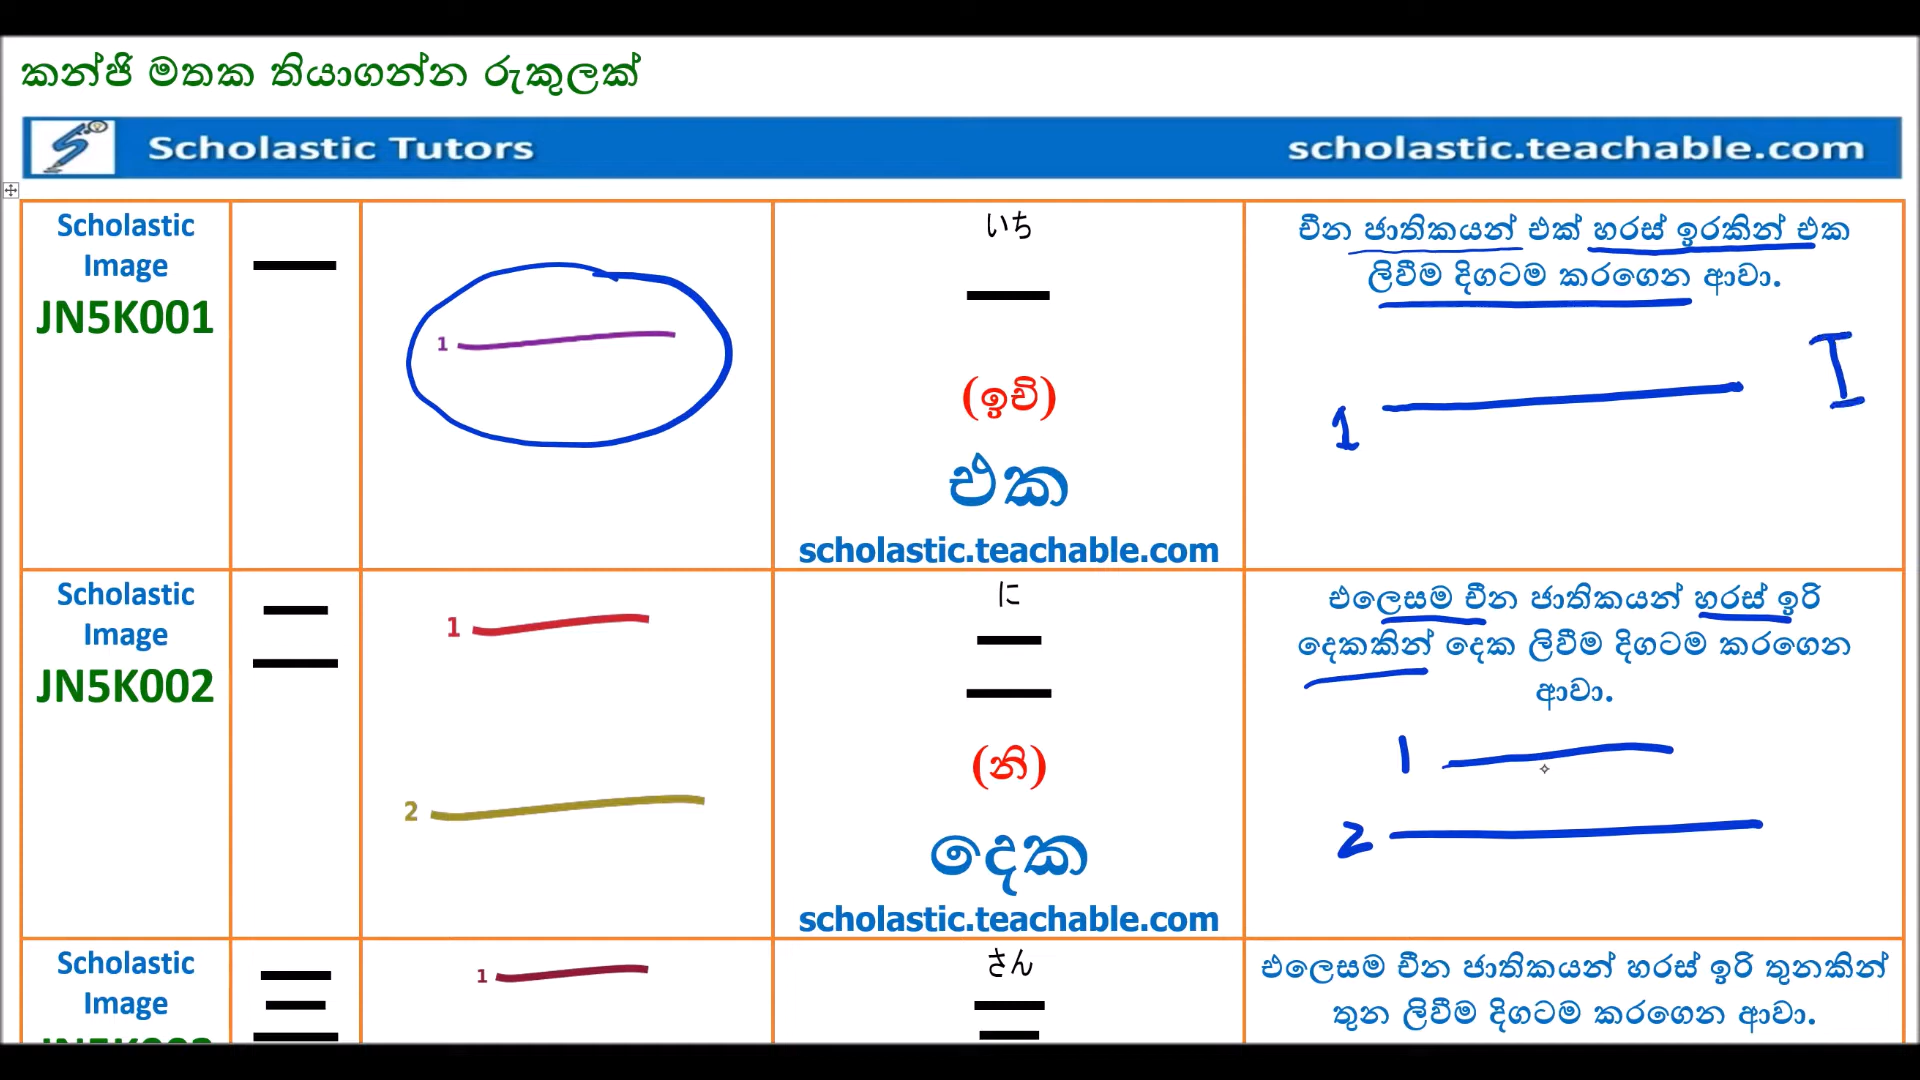 කන්ජි මතක තියාගන්න රුකුලක්
Scholastic Tutors
scholastic.teachable.com
Scholastic
Image
JN5K001
一
1
いち
一
(ඉචි)
එක
scholastic.teachable.com
චීන ජාතිකයන් එක් හරස් ඉරකින් එක
ලිවීම දිගටම කරගෙන ආවා.
1
I
Scholastic
Image
JN5K002
二
1
2
に
二
(නි)
දෙක
scholastic.teachable.com
එලෙසම චීන ජාතිකයන් හරස් ඉරි
දෙකකින් දෙක ලිවීම දිගටම කරගෙන
ආවා.
1
2
Scholastic
Image
三
1
さん
එලෙසම චීන ජාතිකයන් හරස් ඉරි තුනකින්
තුන ලිවීම දිගටම කරගෙන ආවා.